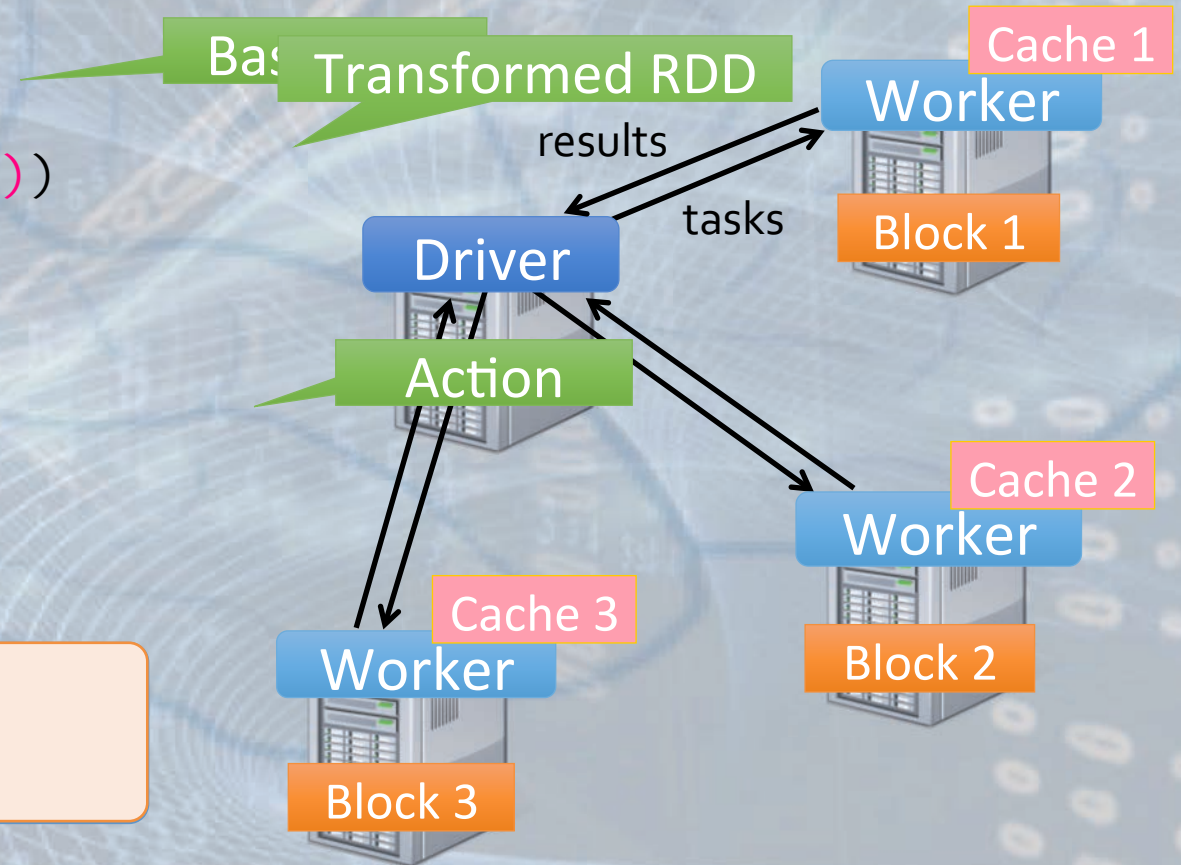 Transformed RDD
Cache 1
Worker
results
))
tasks
Block 1
Driver
Action
Cache 2
Worker
Cache 3
Block 2
Worker
Block 3